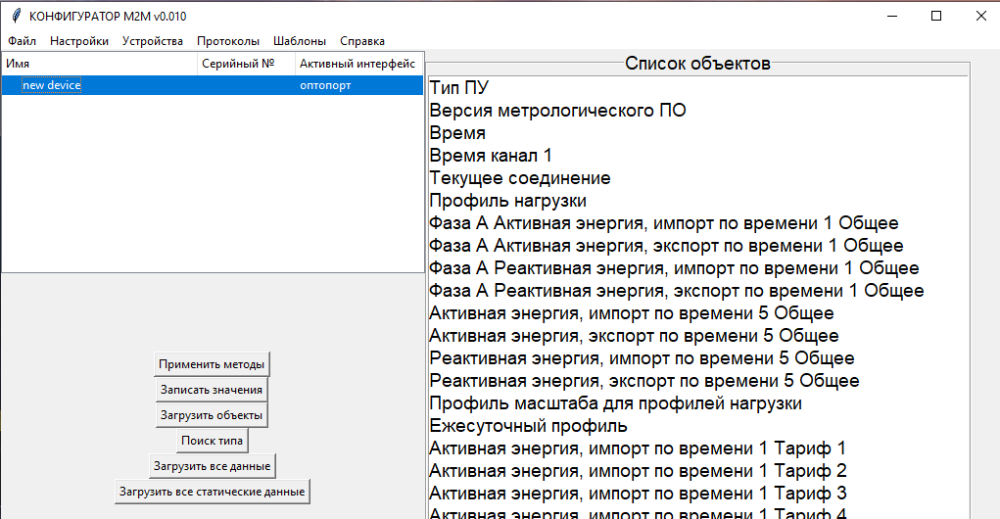 КОНФИГУРАТОР M2M v0.010
Файл Настройки Устройства Протоколы Шаблоны Справка
Имя Серийный № Активный интерфейс
new device оптопорт
Применить методы
Записать значения
Загрузить объекты
Поиск типа
Загрузить все данные
Загрузить все статические данные
Список объектов
Тип ПУ
Версия метрологического ПО
Время
Время канал 1
Текущее соединение
Профиль нагрузки
Фаза А Активная энергия, импорт по времени 1 Общее
Фаза А Активная энергия, экспорт по времени 1 Общее
Фаза А Реактивная энергия, импорт по времени 1 Общее
Фаза А Реактивная энергия, экспорт по времени 1 Общее
Активная энергия, импорт по времени 5 Общее
Активная энергия, экспорт по времени 5 Общее
Реактивная энергия, импорт по времени 5 Общее
Реактивная энергия, экспорт по времени 5 Общее
Профиль масштаба для профилей нагрузки
Ежесуточный профиль
Активная энергия, импорт по времени 1 Тариф 1
Активная энергия, импорт по времени 1 Тариф 2
Активная энергия, импорт по времени 1 Тариф 3
Активная энергия, импорт по времени 1 Тариф 4